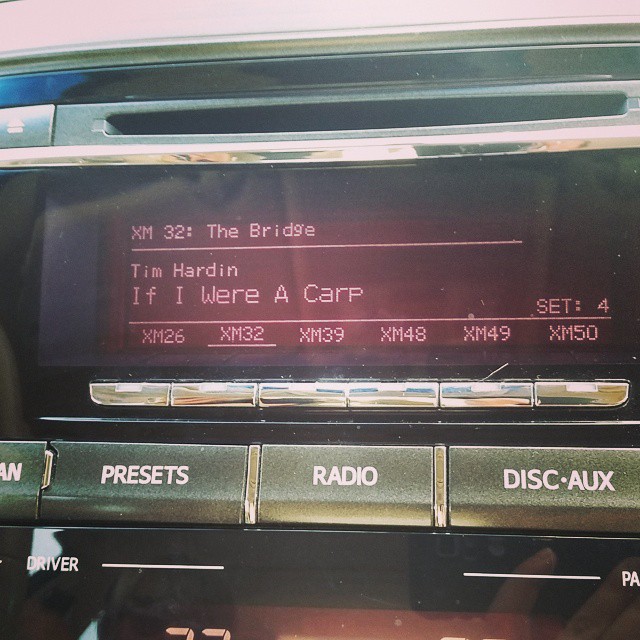 XM 32: The Bridge
Tim Hardin
If I Were A Carp
SET: 4
XM26 XM32 XM39 XM48 XM49 XM50
AN PRESETS RADIO DISC·AUX
DRIVER PA